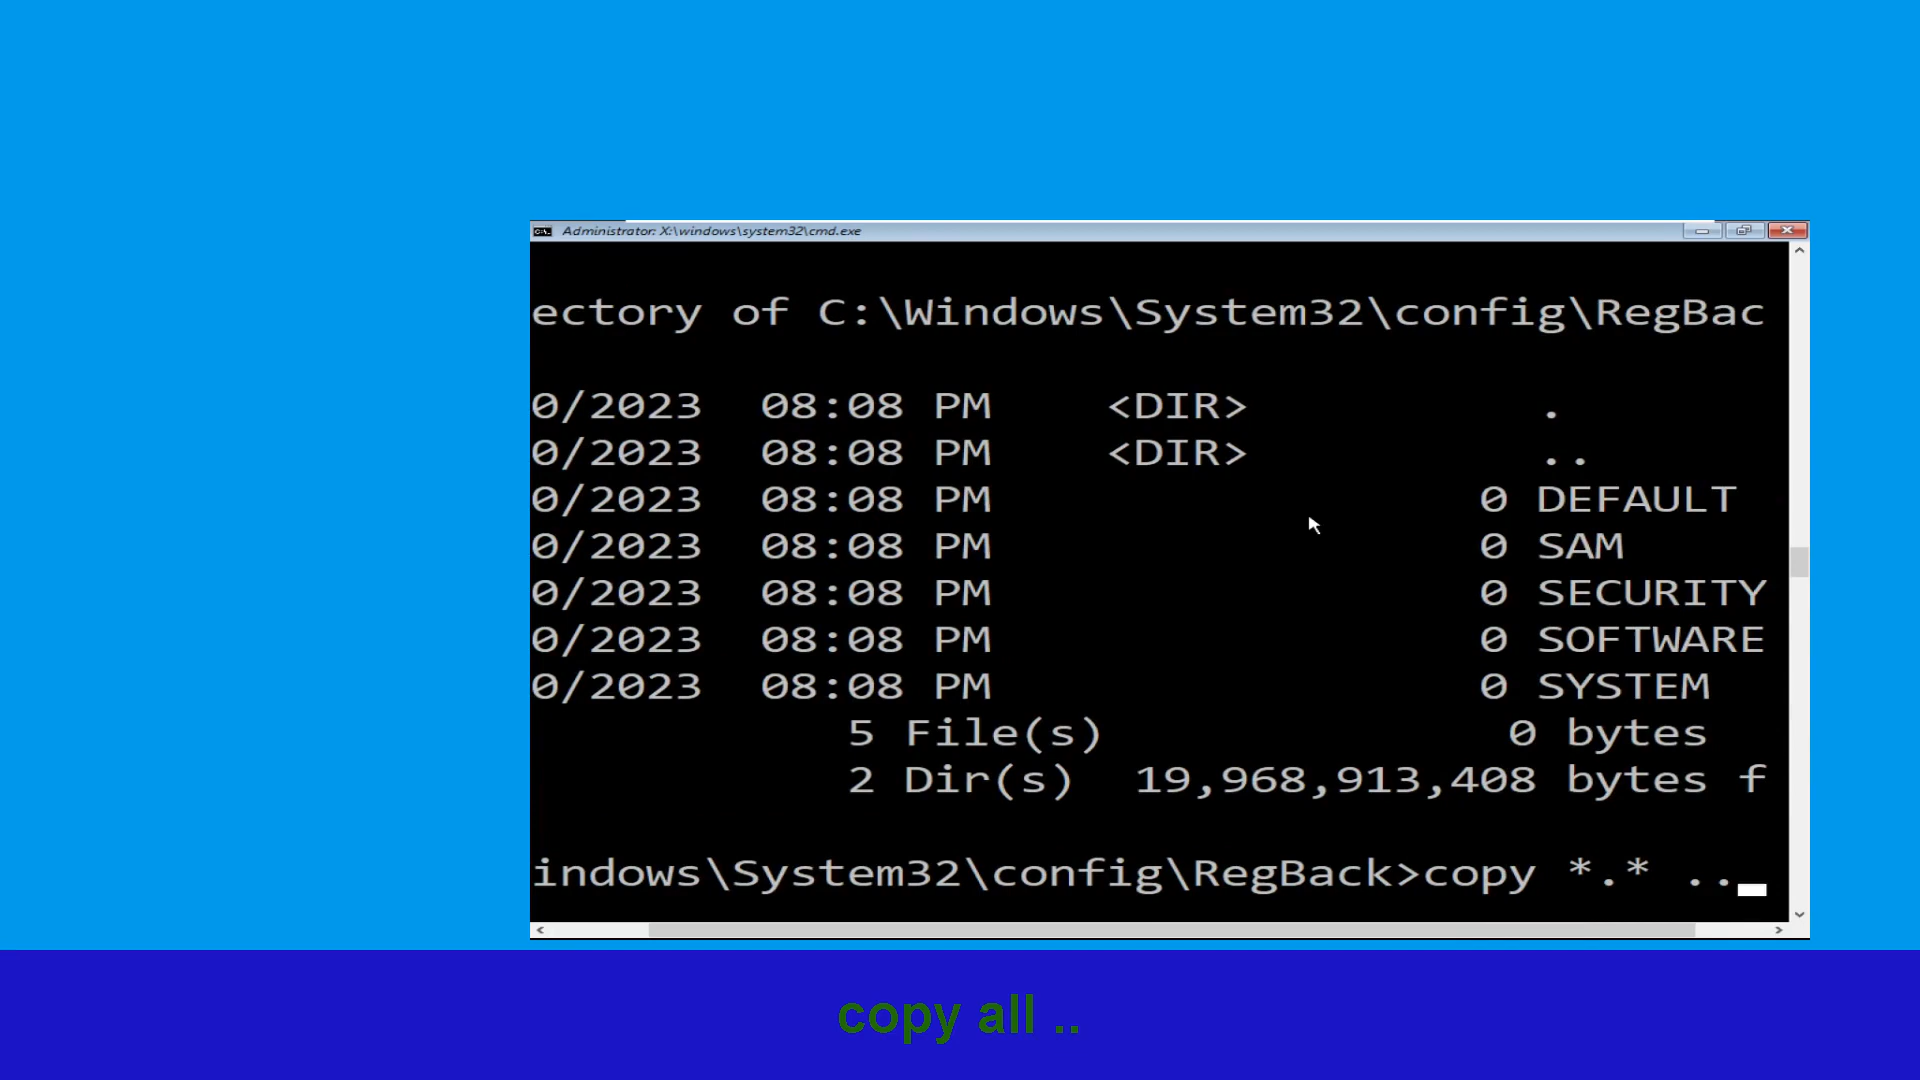 Administrator: X:\windows\system32\cmd.exe
ectory of C:\Windows\System32\config\RegBac
0/2023 08:08 PM <DIR> .
0/2023 08:08 PM <DIR> ..
0/2023 08:08 PM 0 DEFAULT
0/2023 08:08 PM 0 SAM
0/2023 08:08 PM 0 SECURITY
0/2023 08:08 PM 0 SOFTWARE
0/2023 08:08 PM 0 SYSTEM
5 File(s) 0 bytes
2 Dir(s) 19,968,913,408 bytes f
indows\System32\config\RegBack>copy *.* ..
copy all ..